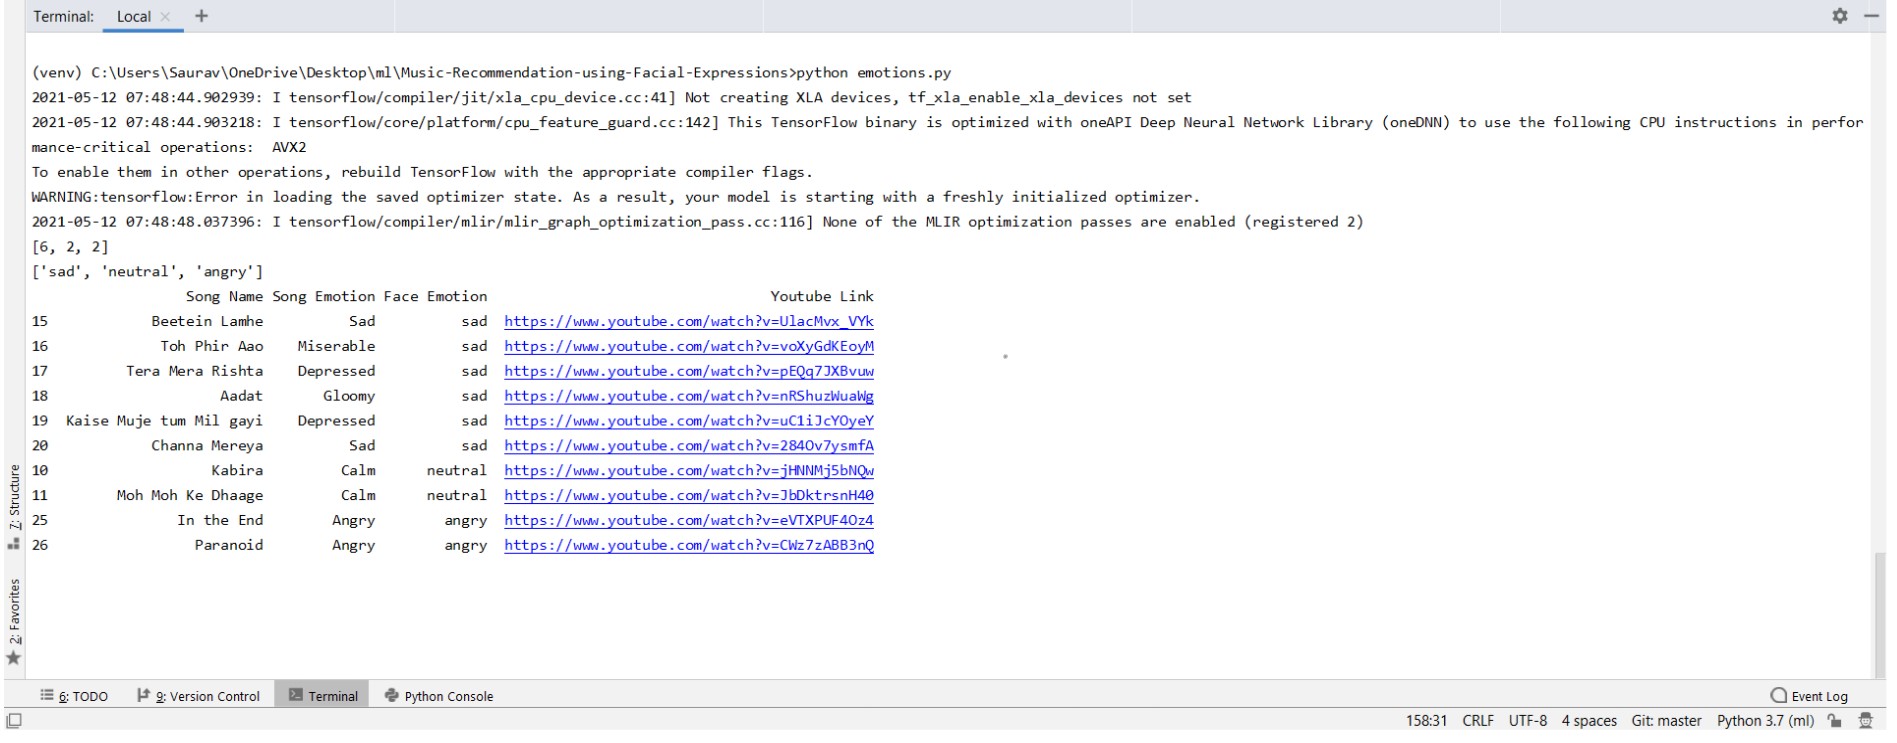 Terminal: Local × +
(venv) C:\Users\Saurav\OneDrive\Desktop\ml\Music-Recommendation-using-Facial-Expressions>python emotions.py
2021-05-12 07:48:44.902939: I tensorflow/compiler/jit/xla_cpu_device.cc:41] Not creating XLA devices, tf_xla_enable_xla_devices not set
2021-05-12 07:48:44.903218: I tensorflow/core/platform/cpu_feature_guard.cc:142] This TensorFlow binary is optimized with oneAPI Deep Neural Network Library (oneDNN) to use the following CPU instructions in perfor
mance-critical operations:  AVX2
To enable them in other operations, rebuild TensorFlow with the appropriate compiler flags.
WARNING:tensorflow:Error in loading the saved optimizer state. As a result, your model is starting with a freshly initialized optimizer.
2021-05-12 07:48:48.037396: I tensorflow/compiler/mlir/mlir_graph_optimization_pass.cc:116] None of the MLIR optimization passes are enabled (registered 2)
[6, 2, 2]
['sad', 'neutral', 'angry']
Song Name Song Emotion Face Emotion Youtube Link
15 Beetein Lamhe Sad sad https://www.youtube.com/watch?v=UlacMvx_VYk
16 Toh Phir Aao Miserable sad https://www.youtube.com/watch?v=voXyGdKEoyM
17 Tera Mera Rishta Depressed sad https://www.youtube.com/watch?v=pEQq7JXBvuw
18 Aadat Gloomy sad https://www.youtube.com/watch?v=nRShuzWuaWg
19 Kaise Muje tum Mil gayi Depressed sad https://www.youtube.com/watch?v=uC1iJcYOyeY
20 Channa Mereya Sad sad https://www.youtube.com/watch?v=284Ov7ysmfA
10 Kabira Calm neutral https://www.youtube.com/watch?v=jHNNMj5bNQw
11 Moh Moh Ke Dhaage Calm neutral https://www.youtube.com/watch?v=JbDktrsnH40
25 In the End Angry angry https://www.youtube.com/watch?v=eVTXPUF4Oz4
26 Paranoid Angry angry https://www.youtube.com/watch?v=CWz7zABB3nQ
7: Structure
2: Favorites
6: TODO 9: Version Control Terminal Python Console Event Log
158:31 CRLF UTF-8 4 spaces Git: master Python 3.7 (ml)